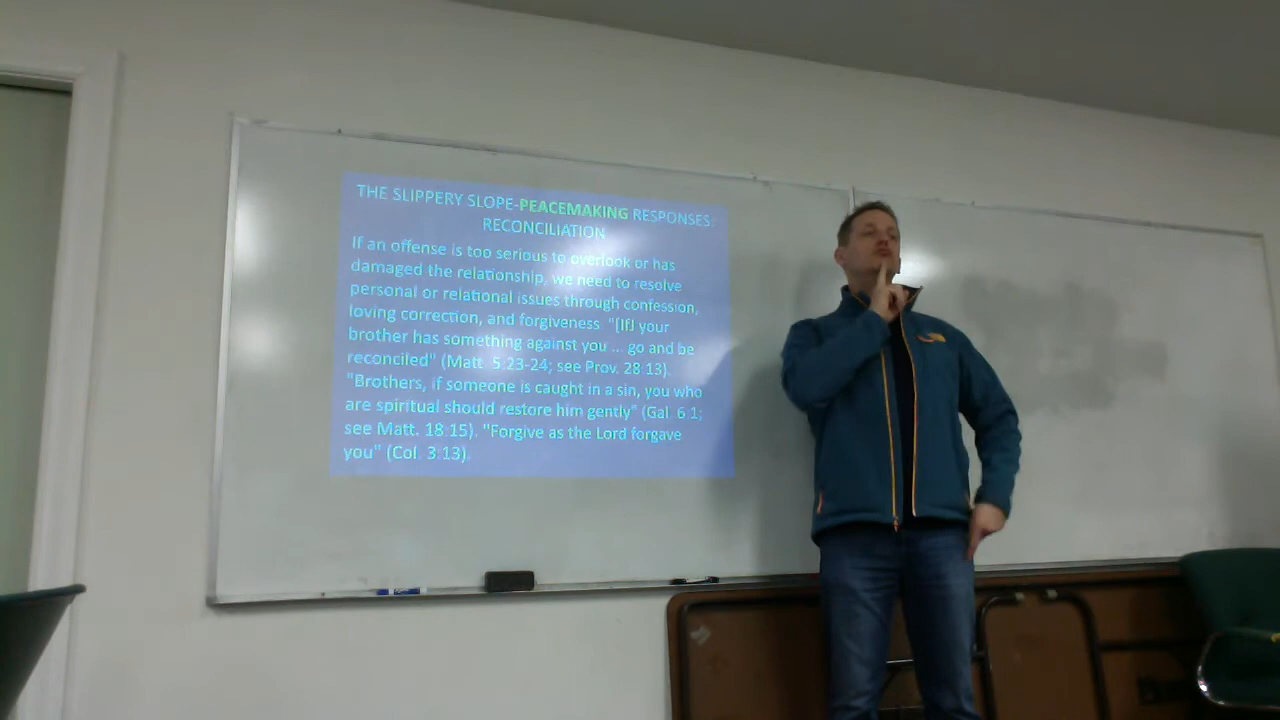 THE SLIPPERY SLOPE-PEACEMAKING RESPONSES:
RECONCILIATION
If an offense is too serious to overlook or has
damaged the relationship, we need to resolve
personal or relational issues through confession,
loving correction, and forgiveness "[If] your
brother has something against you ... go and be
reconciled" (Matt. 5:23-24; see Prov. 28:13).
"Brothers, if someone is caught in a sin, you who
are spiritual should restore him gently" (Gal. 6:1;
see Matt. 18:15). "Forgive as the Lord forgave
you" (Col. 3:13).